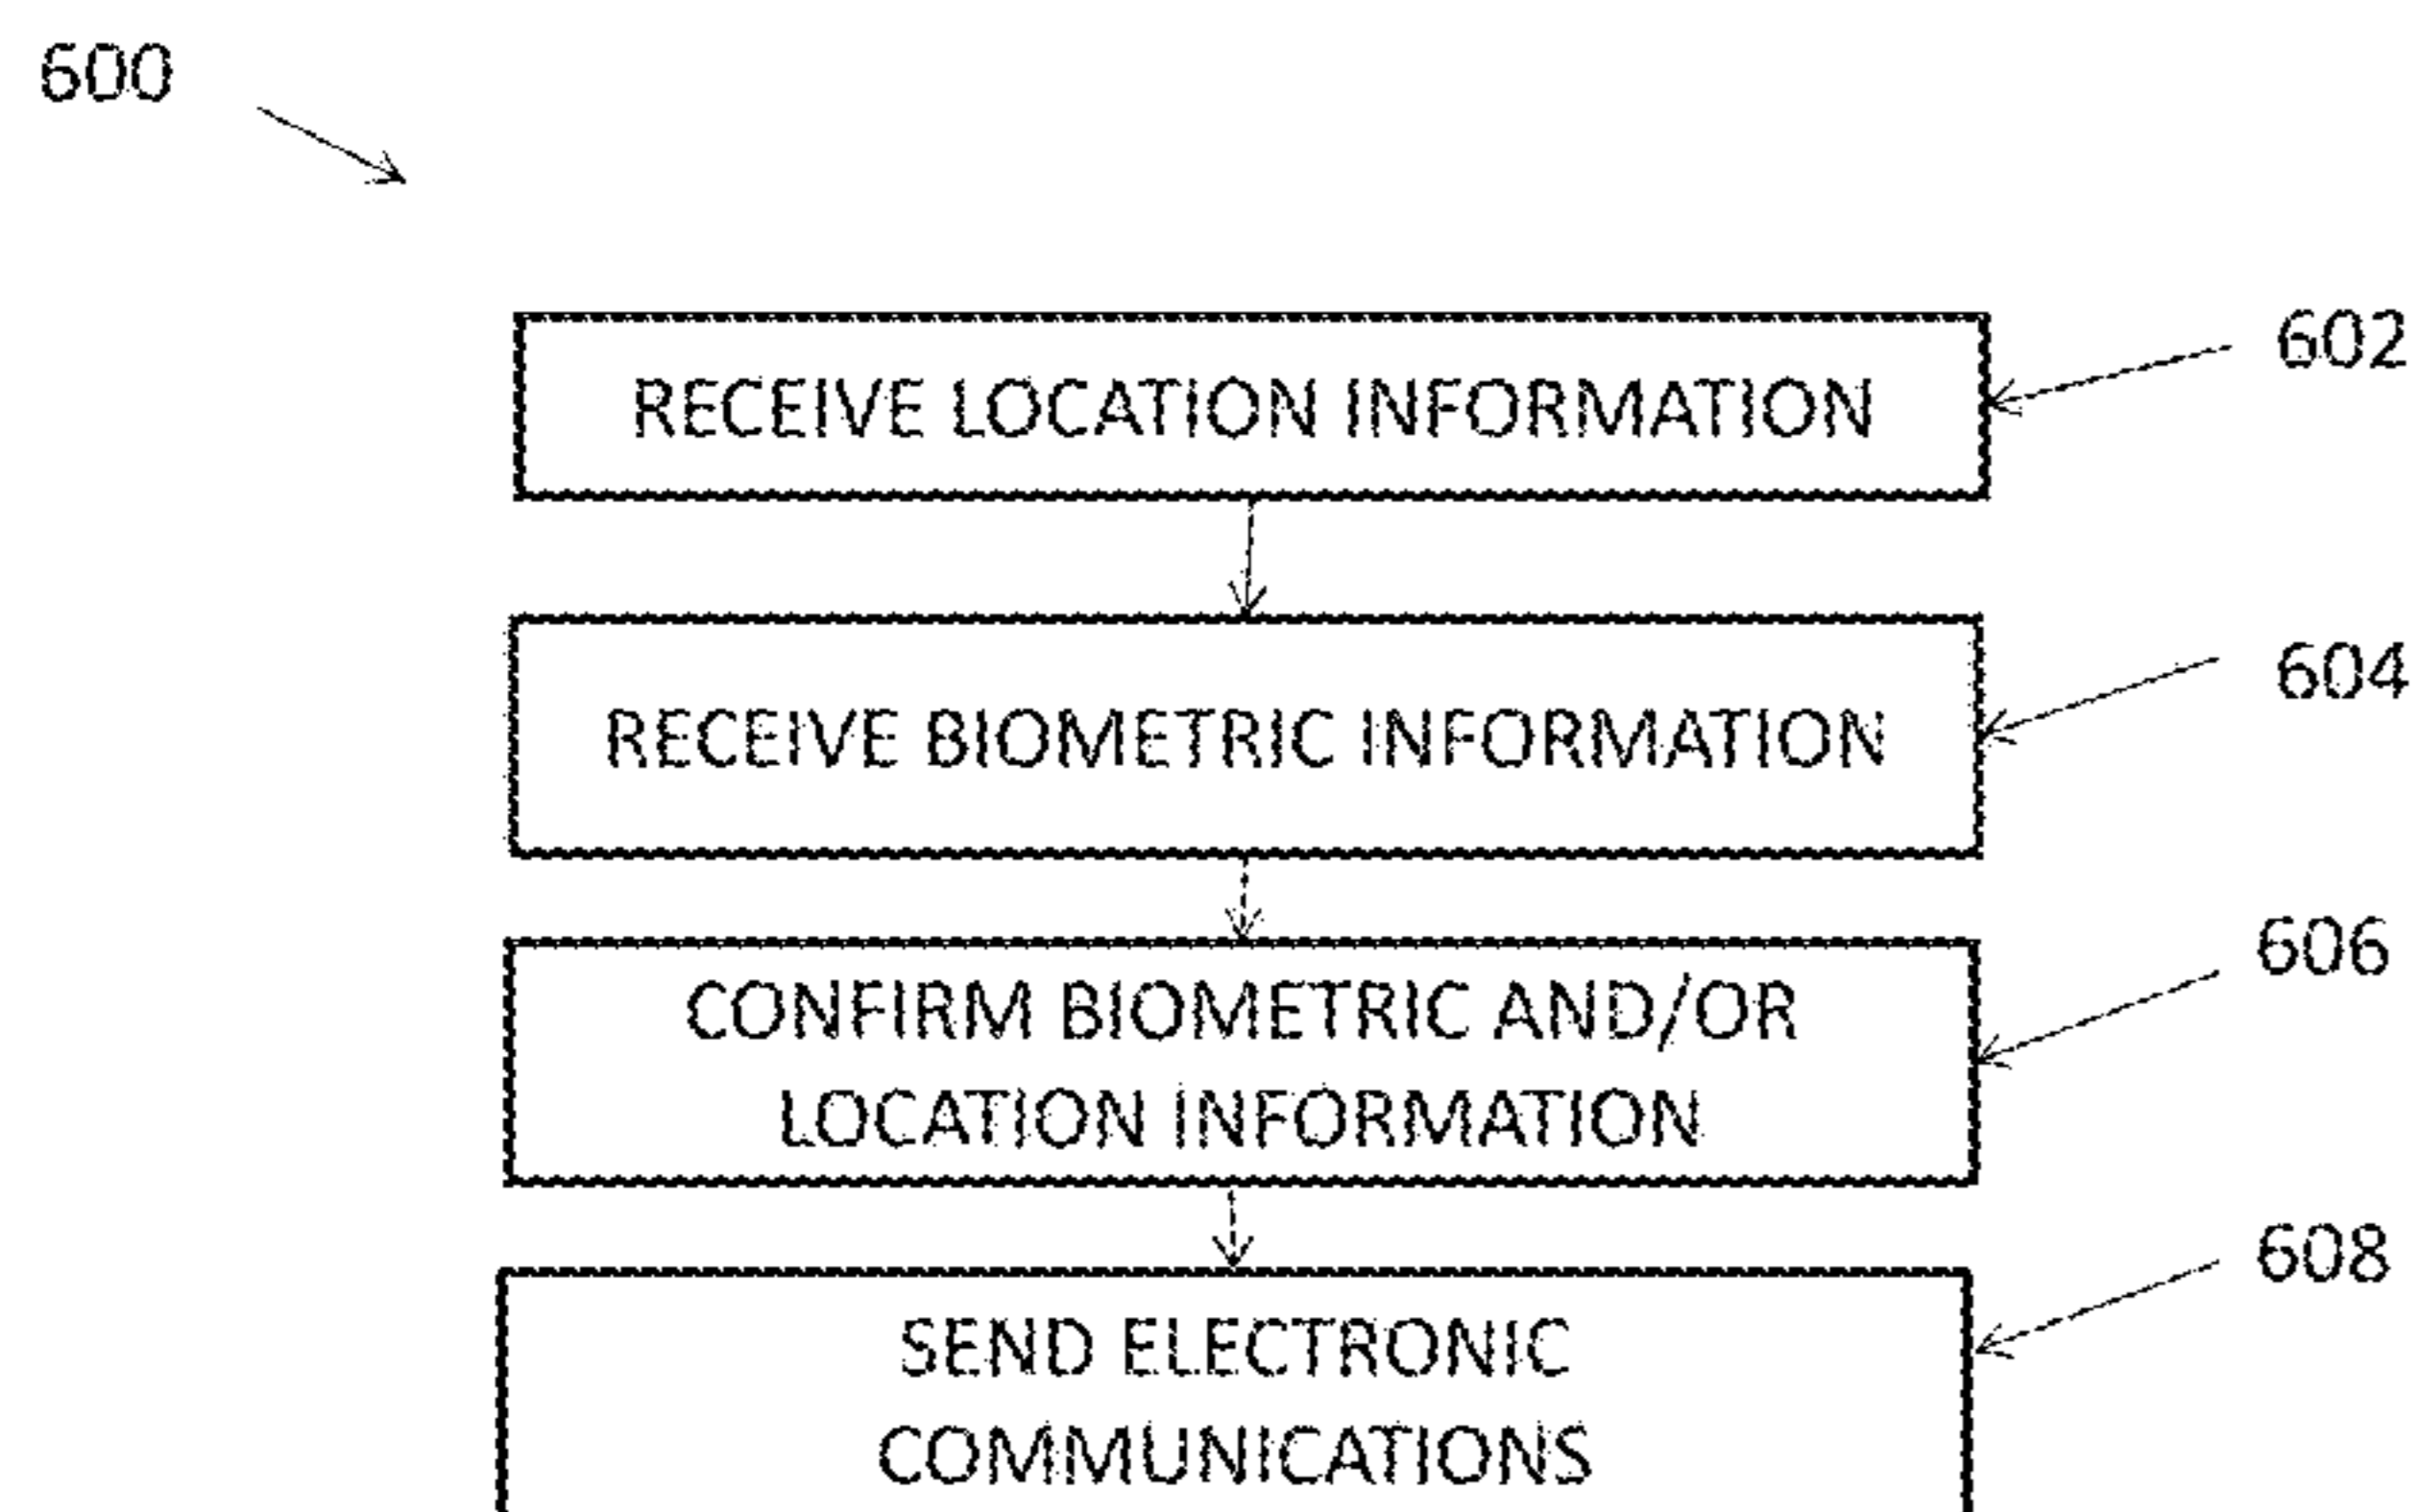 600
602
RECEIVE LOCATION INFORMATION
604
RECEIVE BIOMETRIC INFORMATION
606
CONFIRM BIOMETRIC AND/OR
LOCATION INFORMATION
608
SEND ELECTRONIC
COMMUNICATIONS